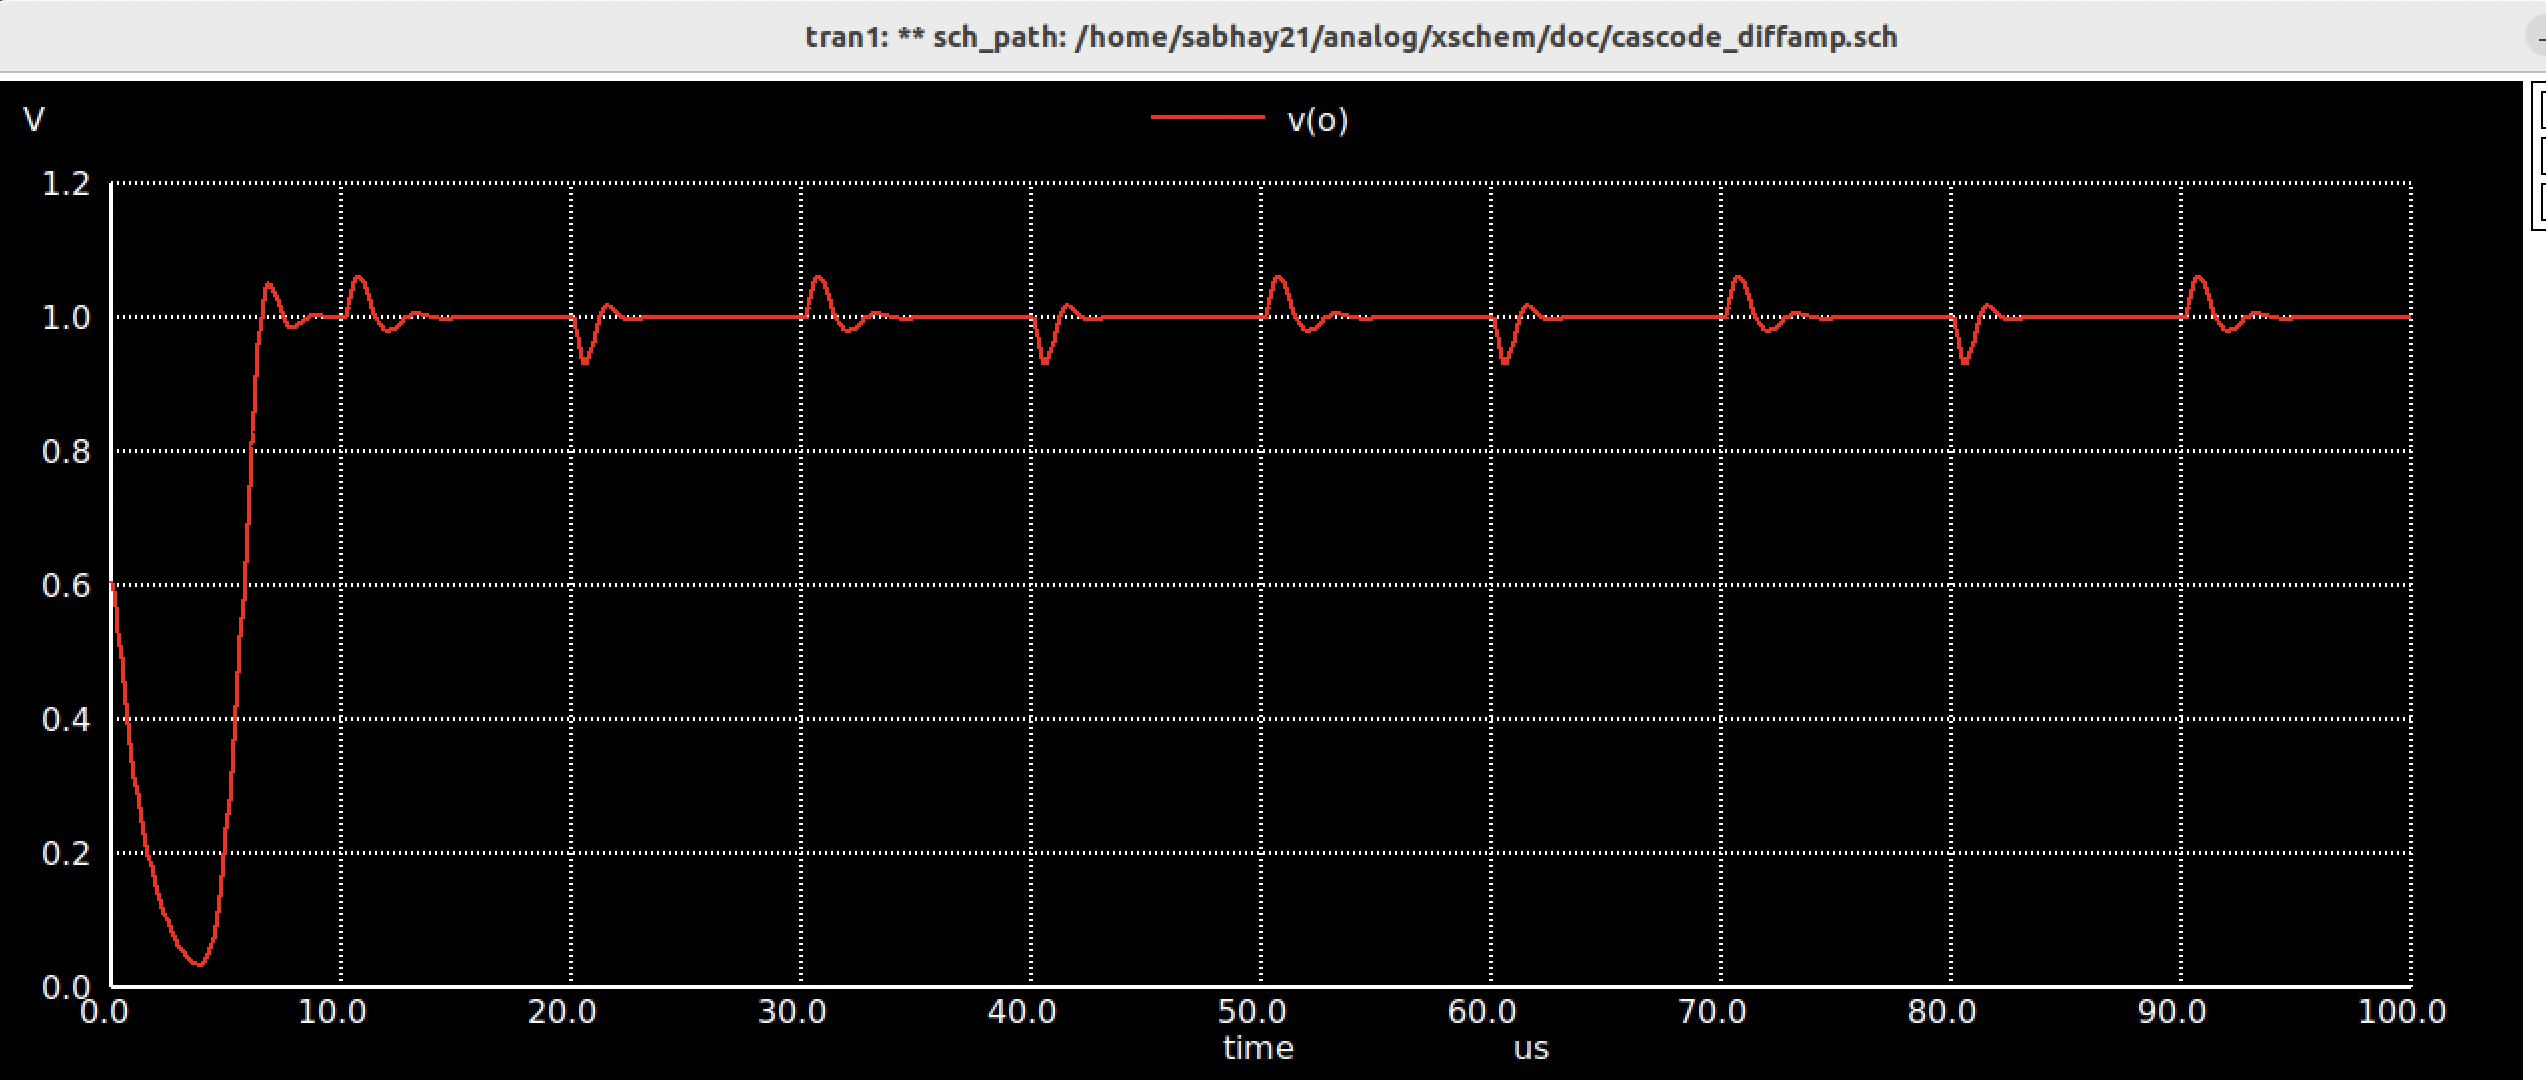 tran1: ** sch_path: /home/sabhay21/analog/xschem/doc/cascode_diffamp.sch
V
v(o)
1.2
1.0
0.8
0.6
0.4
0.2
0.0
0.0 10.0 20.0 30.0 40.0 50.0 60.0 70.0 80.0 90.0 100.0
time us